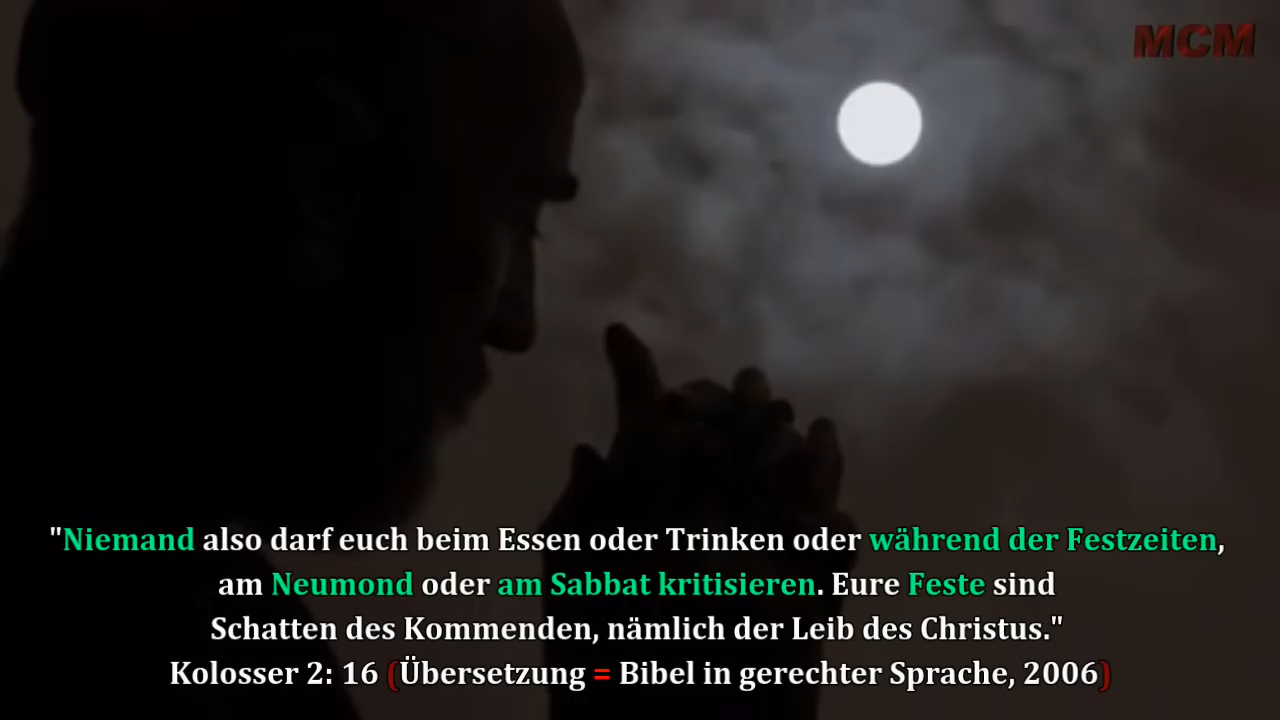 MCM
"Niemand also darf euch beim Essen oder Trinken oder während der Festzeiten,
am Neumond oder am Sabbat kritisieren. Eure Feste sind
Schatten des Kommenden, nämlich der Leib des Christus."
Kolosser 2: 16 (Übersetzung = Bibel in gerechter Sprache, 2006)